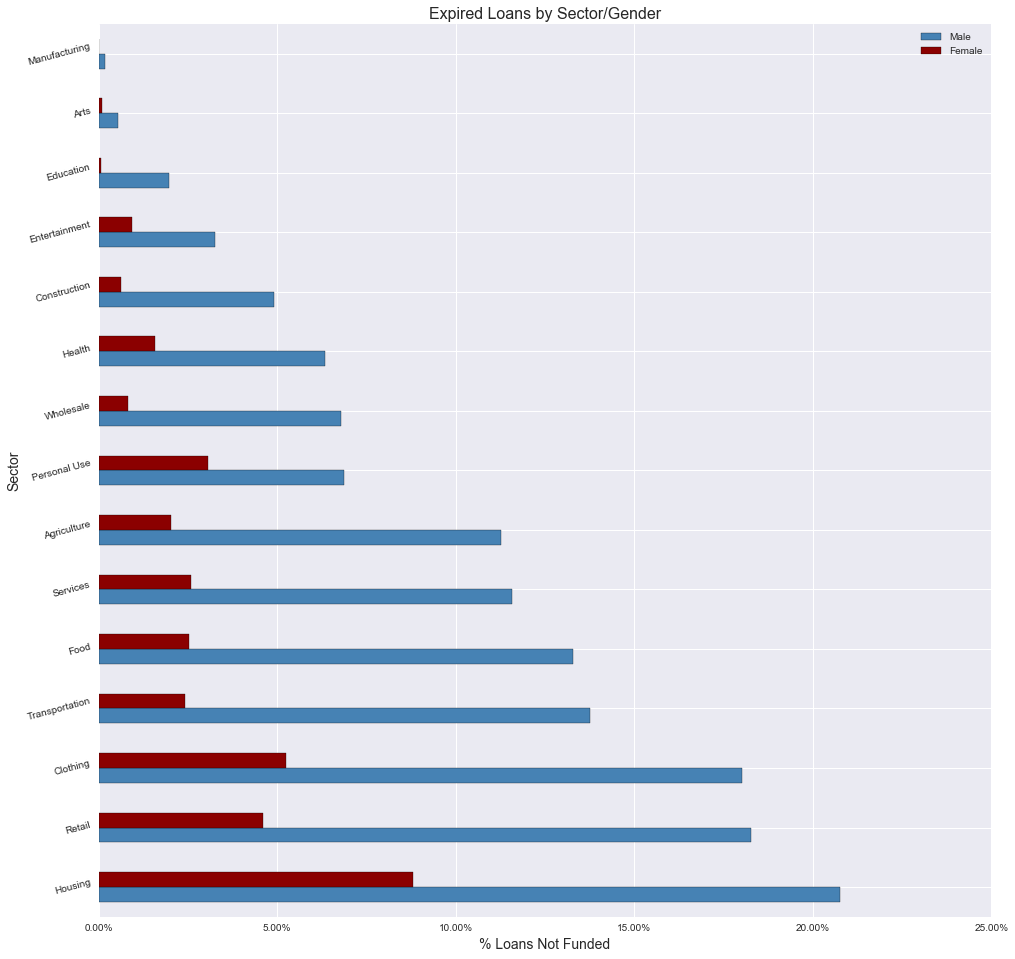 Expired Loans by Sector/Gender
Male
Female
Manufacturing
Arts
Education
Entertainment
Construction
Health
Wholesale
Personal Use
Agriculture
Services
Food
Transportation
Clothing
Retail
Housing
Sector
0.00% 5.00% 10.00% 15.00% 20.00% 25.00%
% Loans Not Funded